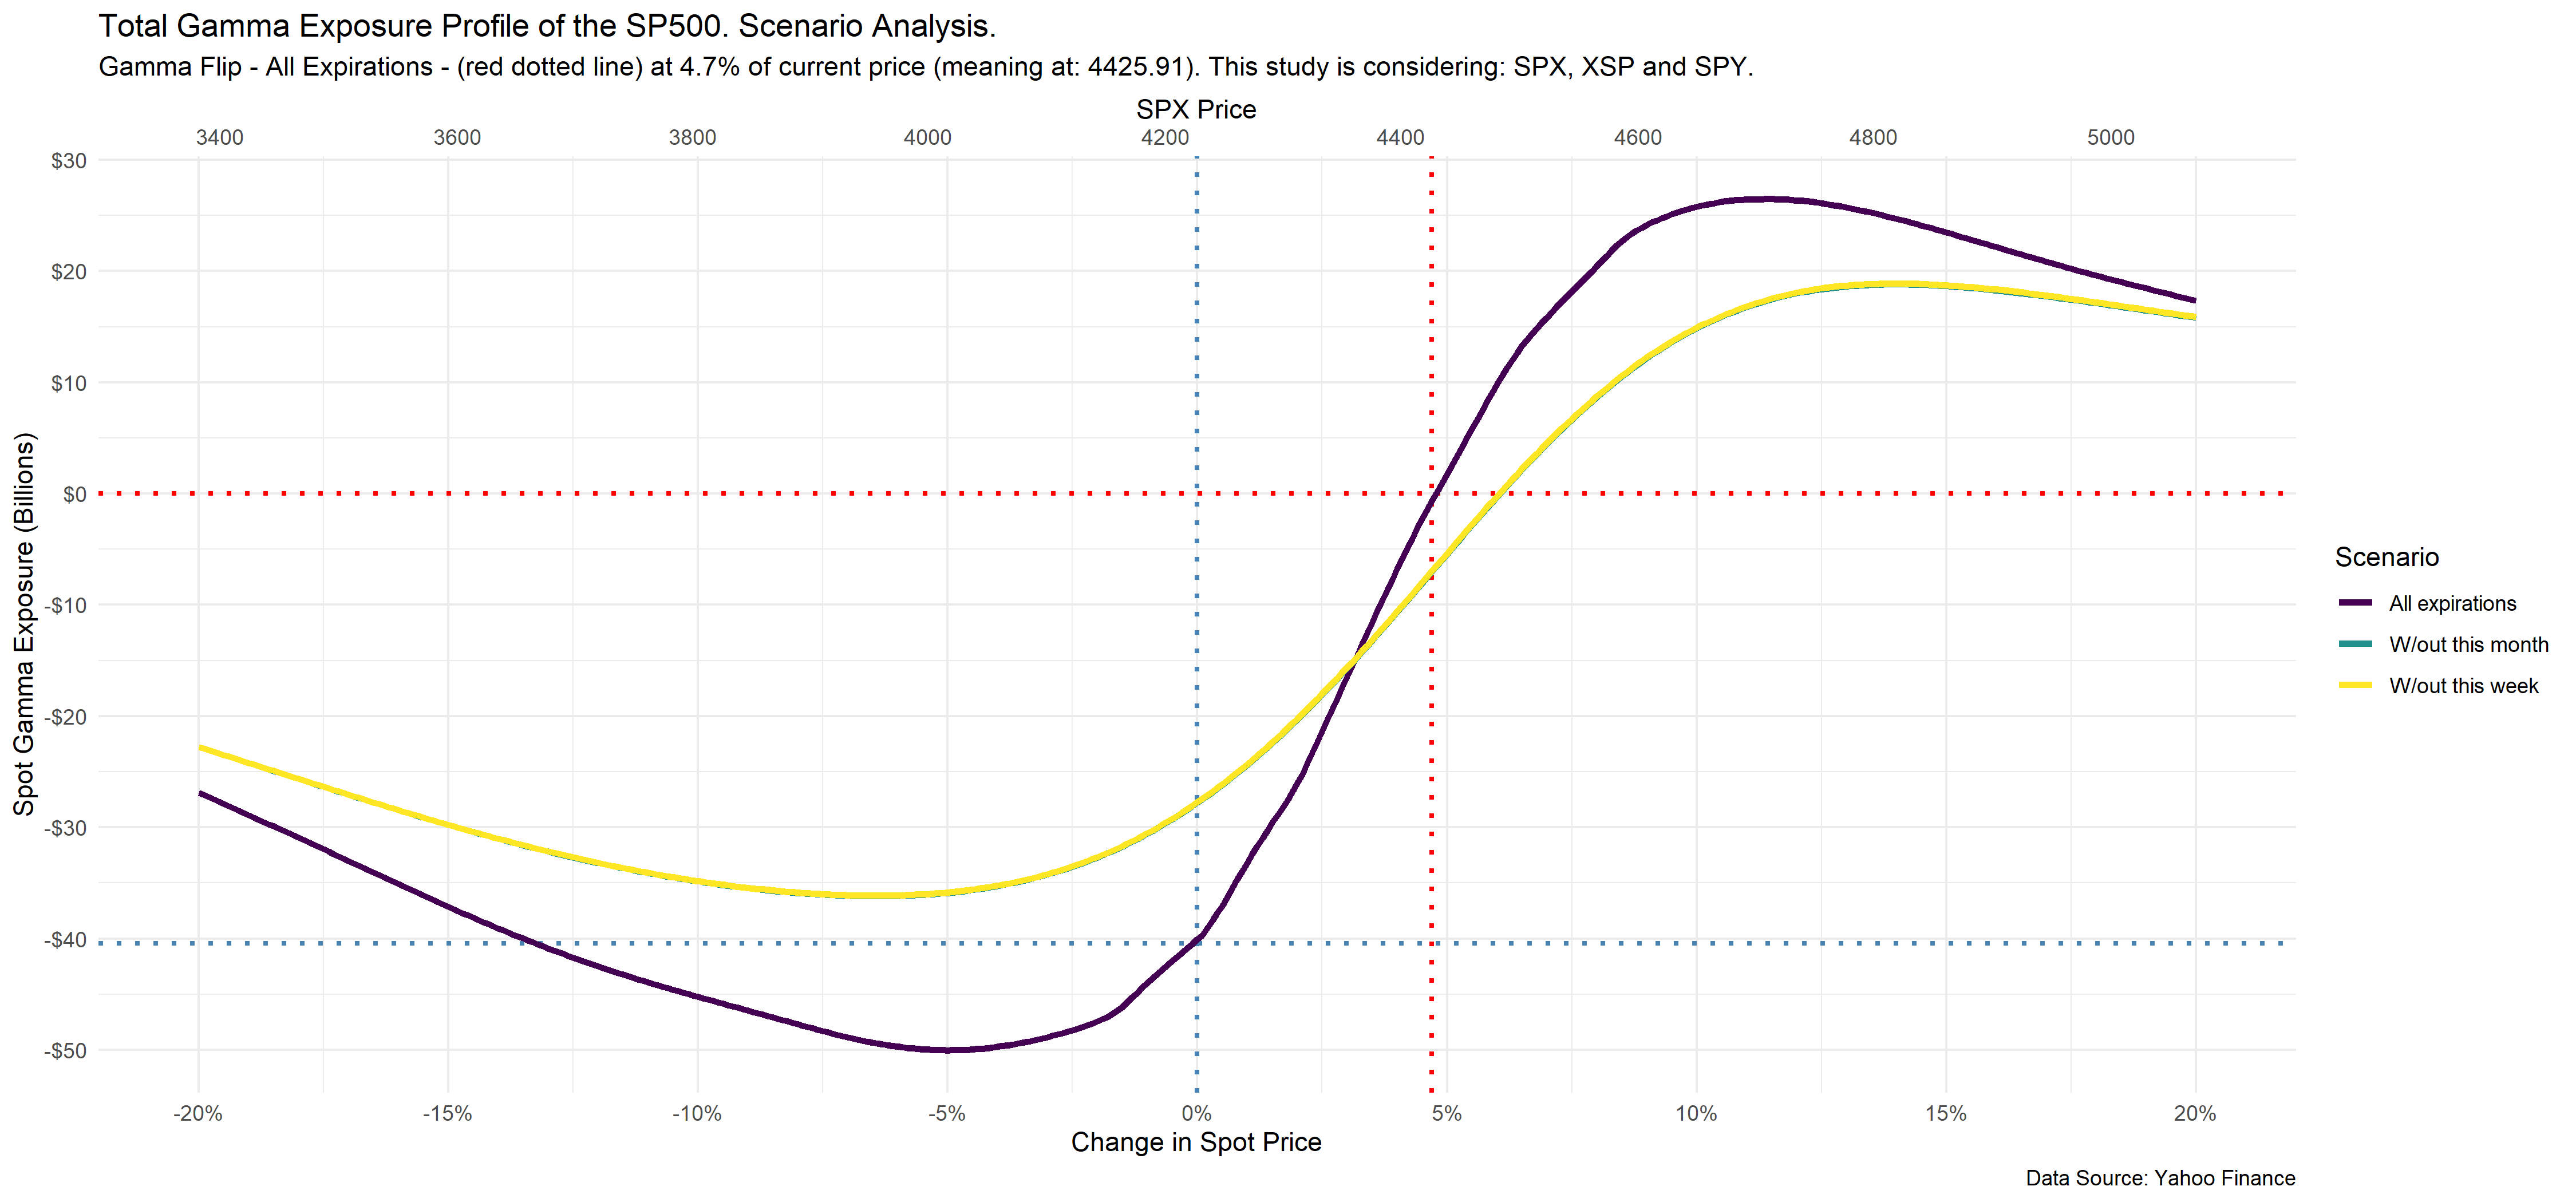 Total Gamma Exposure Profile of the SP500. Scenario Analysis.
Gamma Flip - All Expirations - (red dotted line) at 4.7% of current price (meaning at: 4425.91). This study is considering: SPX, XSP and SPY.
SPX Price
3400 3600 3800 4000 4200 4400 4600 4800 5000
Spot Gamma Exposure (Billions)
$30
$20
$10
$0
-$10
-$20
-$30
-$40
-$50
-20% -15% -10% -5% 0% 5% 10% 15% 20%
Change in Spot Price
Scenario
All expirations
W/out this month
W/out this week
Data Source: Yahoo Finance